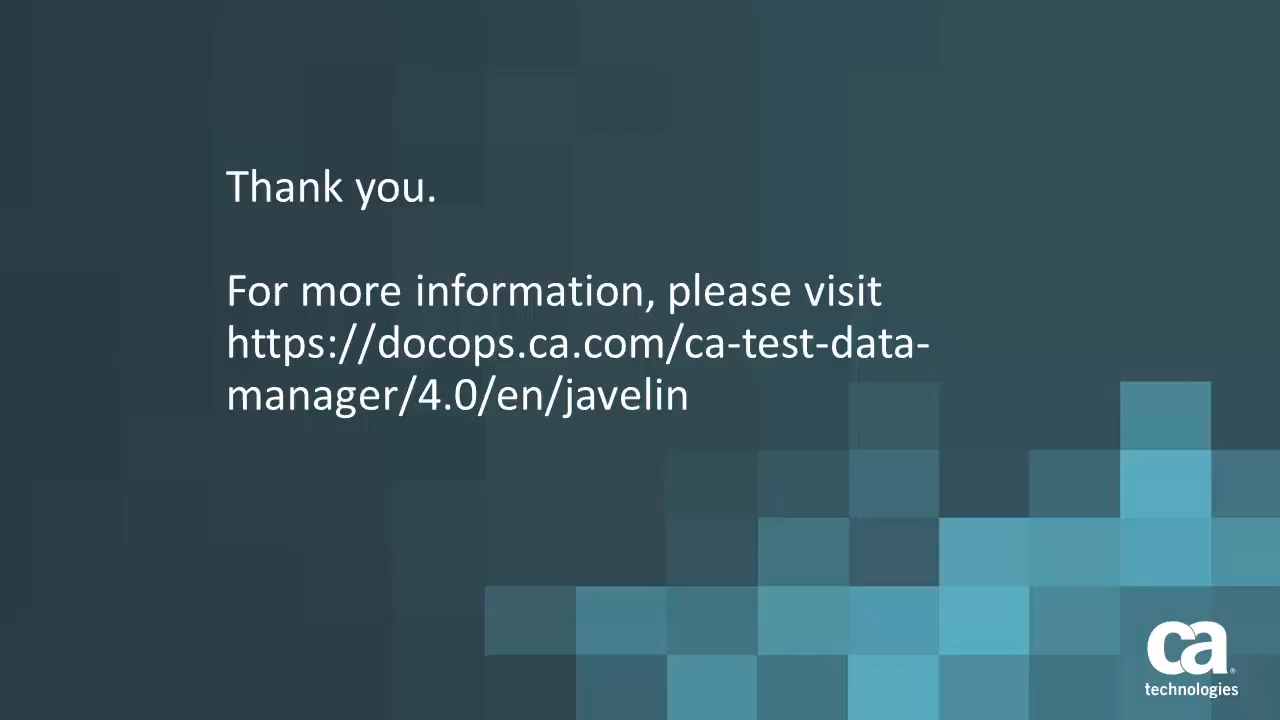 Thank you.
For more information, please visit
https://docops.ca.com/ca-test-data-
manager/4.0/en/javelin
ca
technologies